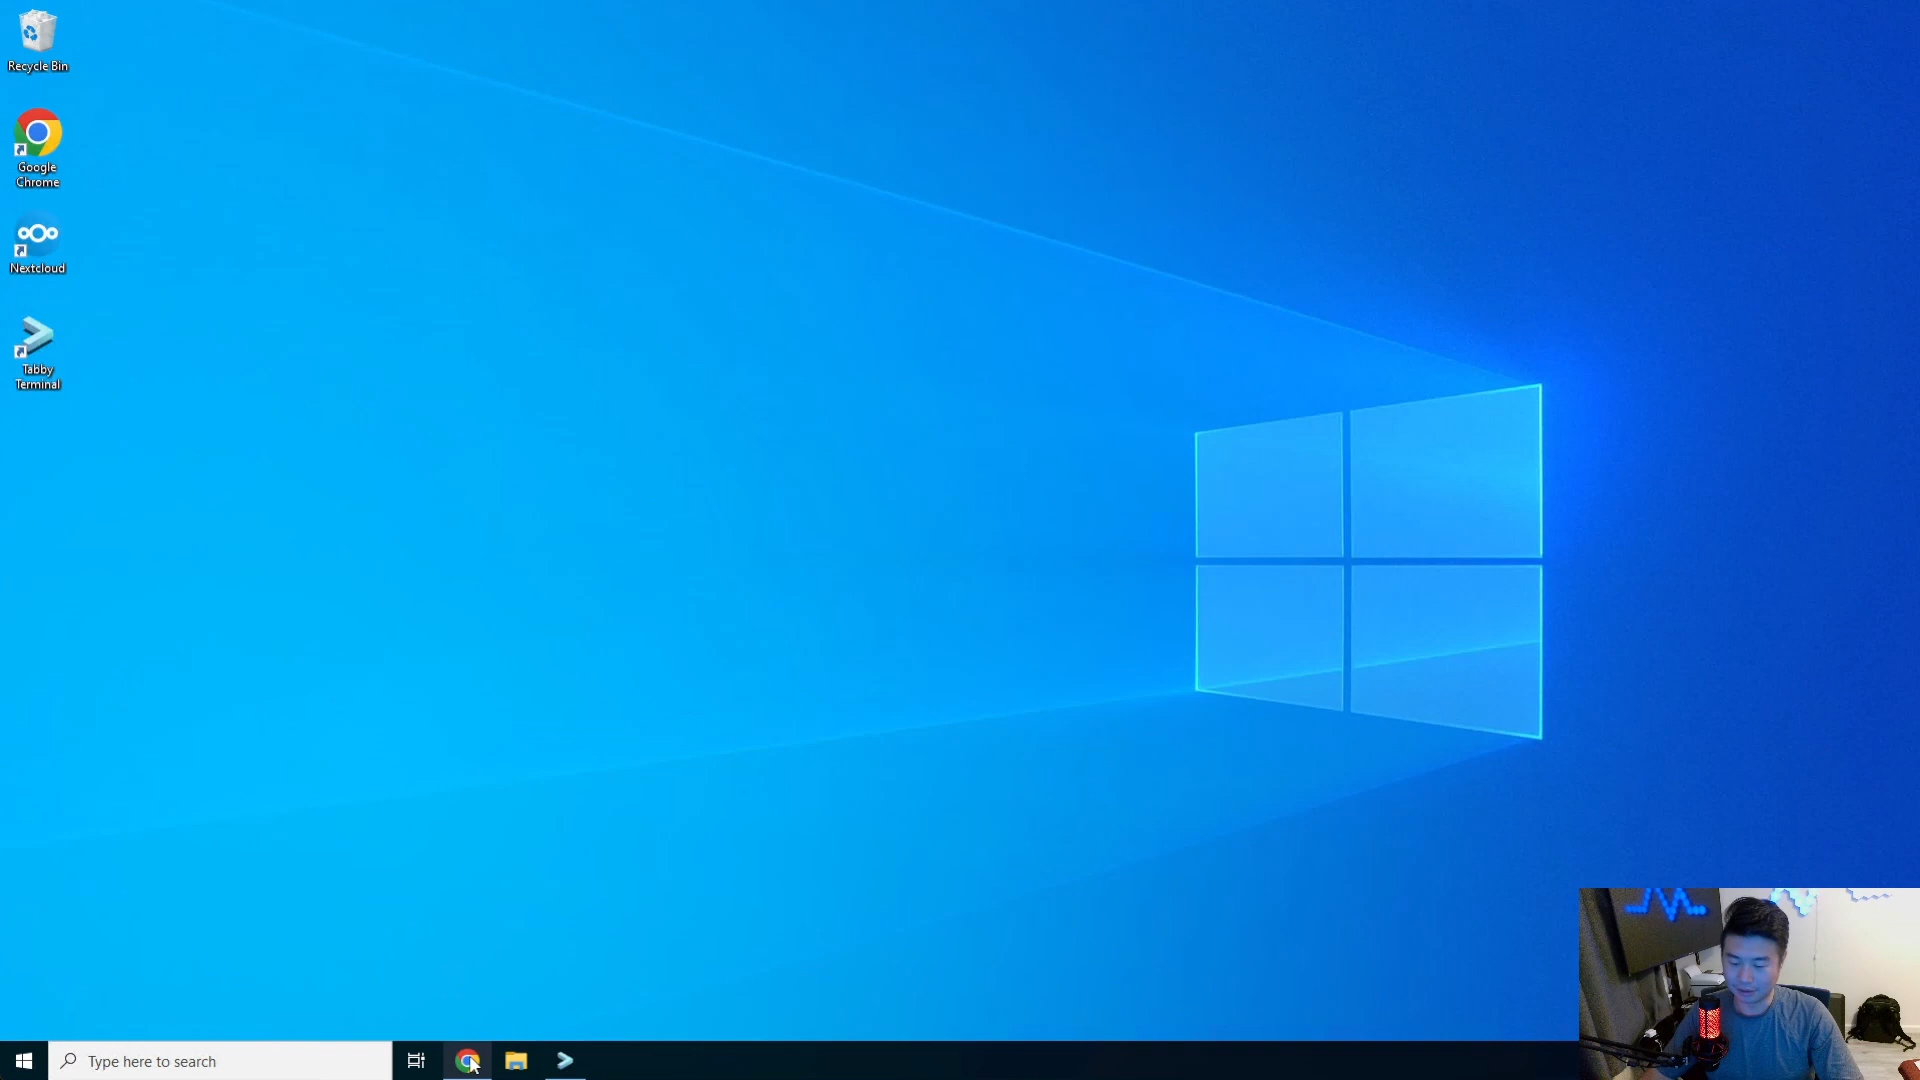 Recycle Bin
Google
Chrome
Nextcloud
Tabby
Terminal
Type here to search